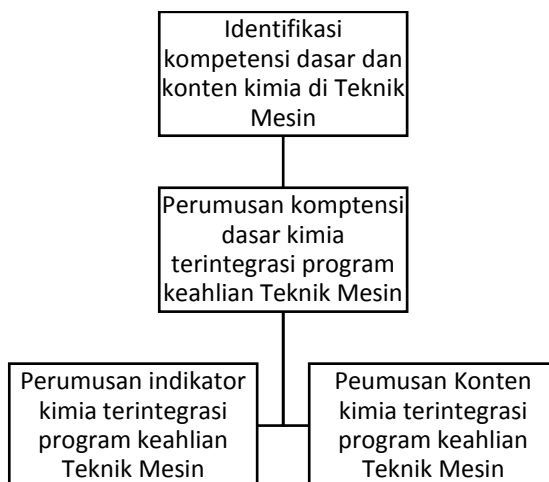 Identifikasi
kompetensi dasar dan
konten kimia di Teknik
Mesin
Perumusan komptensi
dasar kimia
terintegrasi program
keahlian Teknik Mesin
Perumusan indikator
kimia terintegrasi
program keahlian
Teknik Mesin
Peumusan Konten
kimia terintegrasi
program keahlian
Teknik Mesin